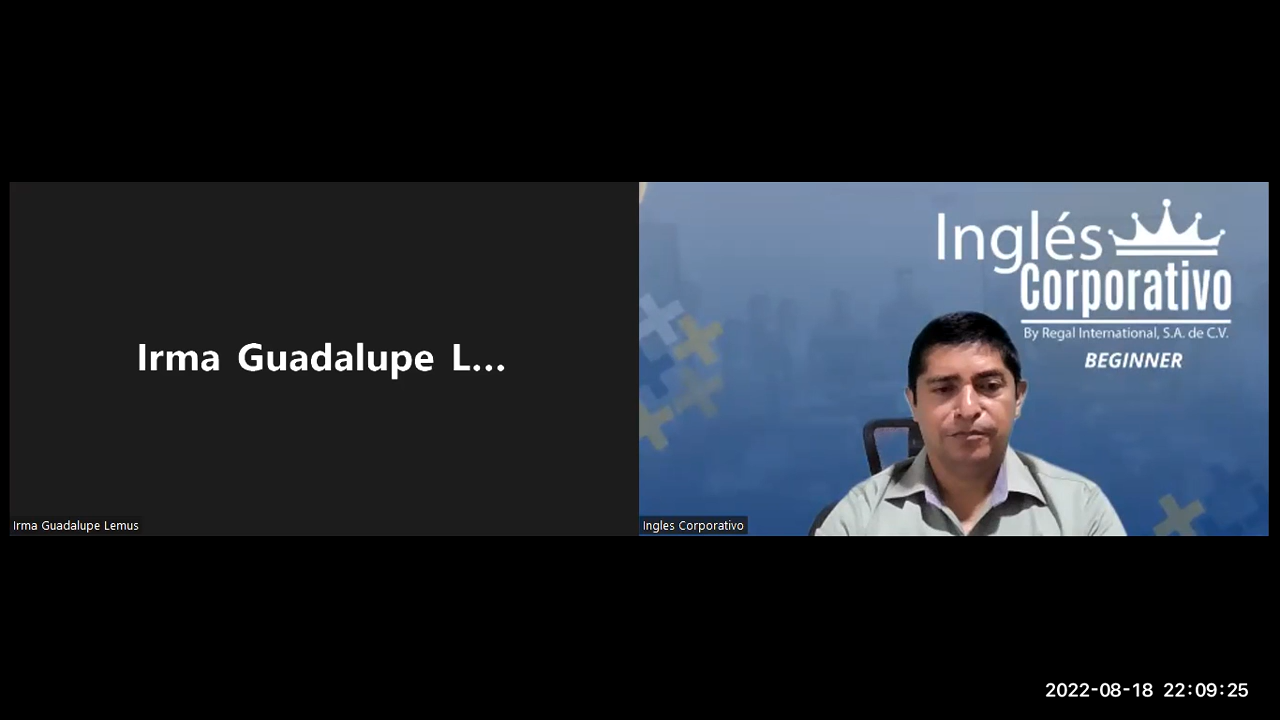 Irma Guadalupe L...
Irma Guadalupe Lemus
Inglés
Corporativo
By Regal International, S.A. de C.V.
BEGINNER
Ingles Corporativo
2022-08-18 22:09:25